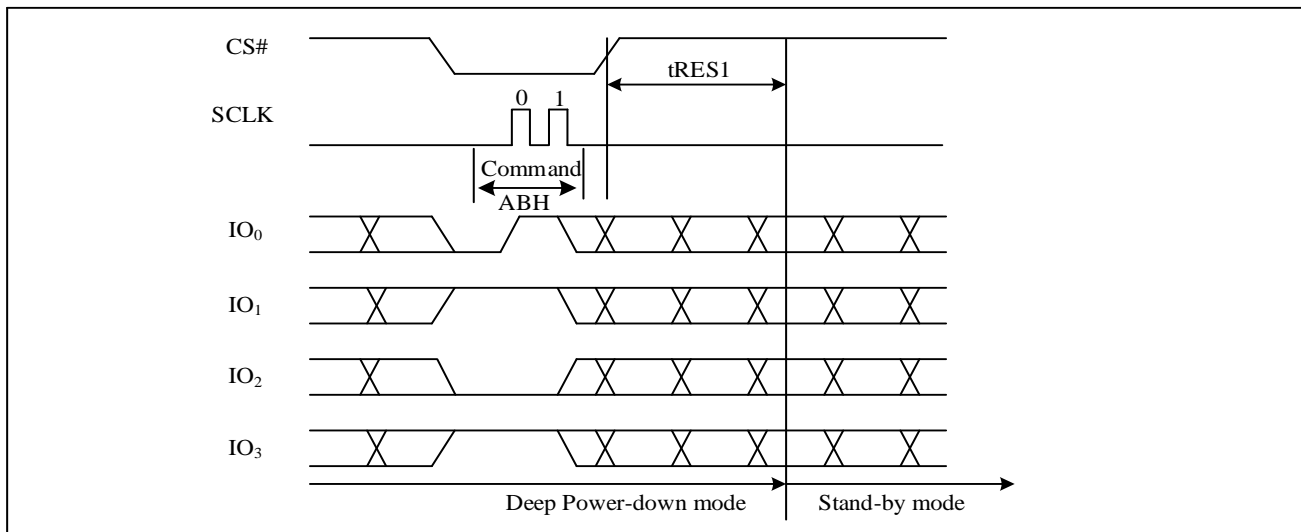 CS#
tRES1
SCLK
0 1
Command
ABH
IO0
IO1
IO2
IO3
Deep Power-down mode Stand-by mode